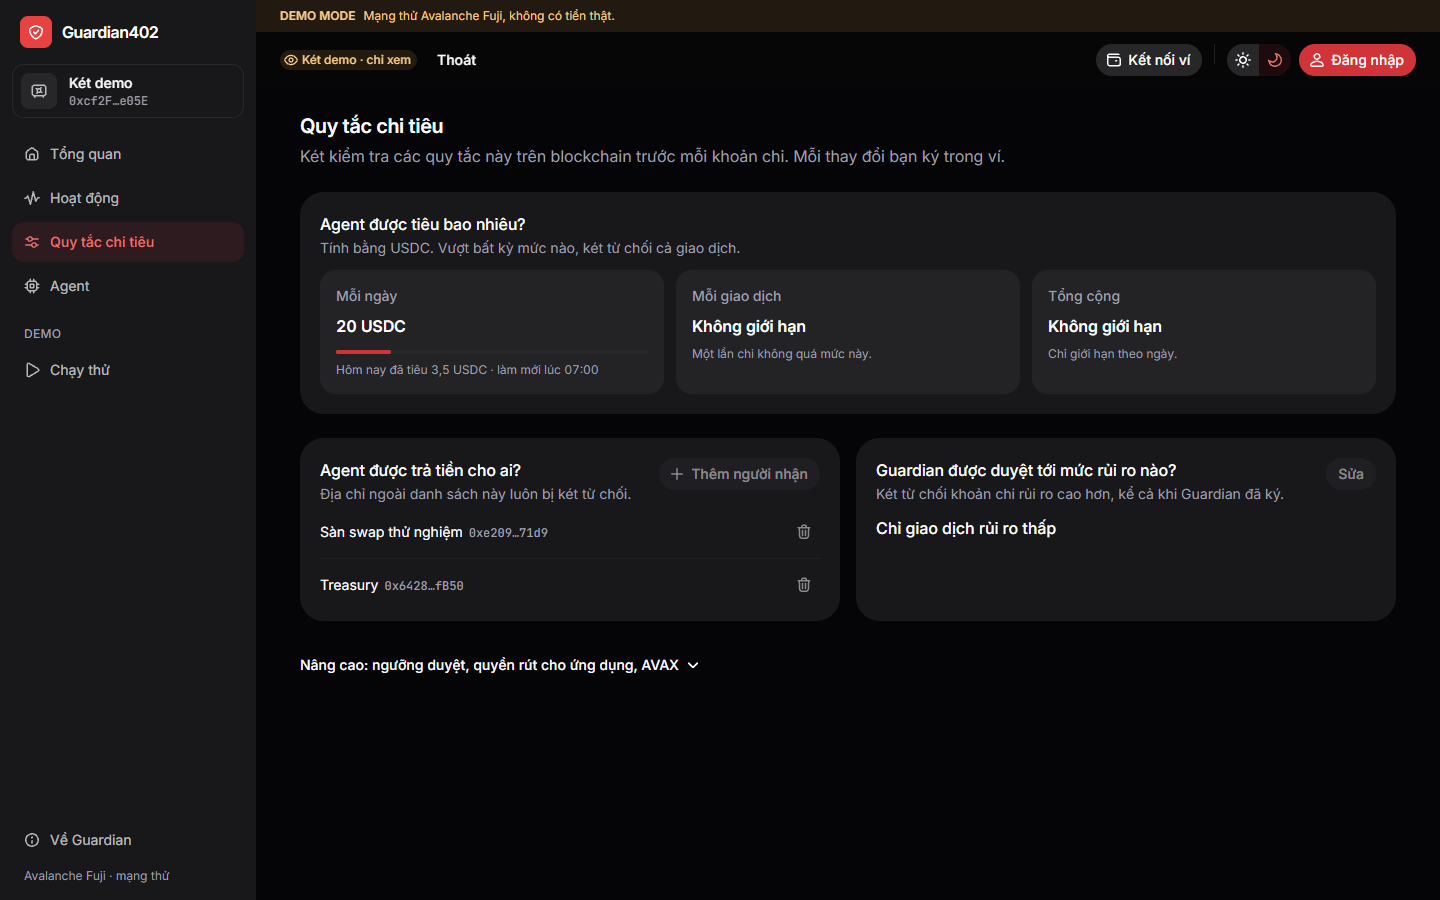 Guardian402
Két demo
0xcf2F…e05E
Tổng quan
Hoạt động
Quy tắc chi tiêu
Agent
DEMO
Chạy thử
Về Guardian
Avalanche Fuji · mạng thử
DEMO MODE Mạng thử Avalanche Fuji, không có tiền thật.
Két demo · chỉ xem
Thoát
Kết nối ví
Đăng nhập
Quy tắc chi tiêu
Két kiểm tra các quy tắc này trên blockchain trước mỗi khoản chi. Mỗi thay đổi bạn ký trong ví.
Agent được tiêu bao nhiêu?
Tính bằng USDC. Vượt bất kỳ mức nào, két từ chối cả giao dịch.
Mỗi ngày
20 USDC
Hôm nay đã tiêu 3,5 USDC · làm mới lúc 07:00
Mỗi giao dịch
Không giới hạn
Một lần chi không quá mức này.
Tổng cộng
Không giới hạn
Chỉ giới hạn theo ngày.
Agent được trả tiền cho ai?
Thêm người nhận
Địa chỉ ngoài danh sách này luôn bị két từ chối.
Sàn swap thử nghiệm 0xe209…71d9
Treasury 0x6428…fB50
Guardian được duyệt tới mức rủi ro nào?
Sửa
Két từ chối khoản chi rủi ro cao hơn, kể cả khi Guardian đã ký.
Chỉ giao dịch rủi ro thấp
Nâng cao: ngưỡng duyệt, quyền rút cho ứng dụng, AVAX